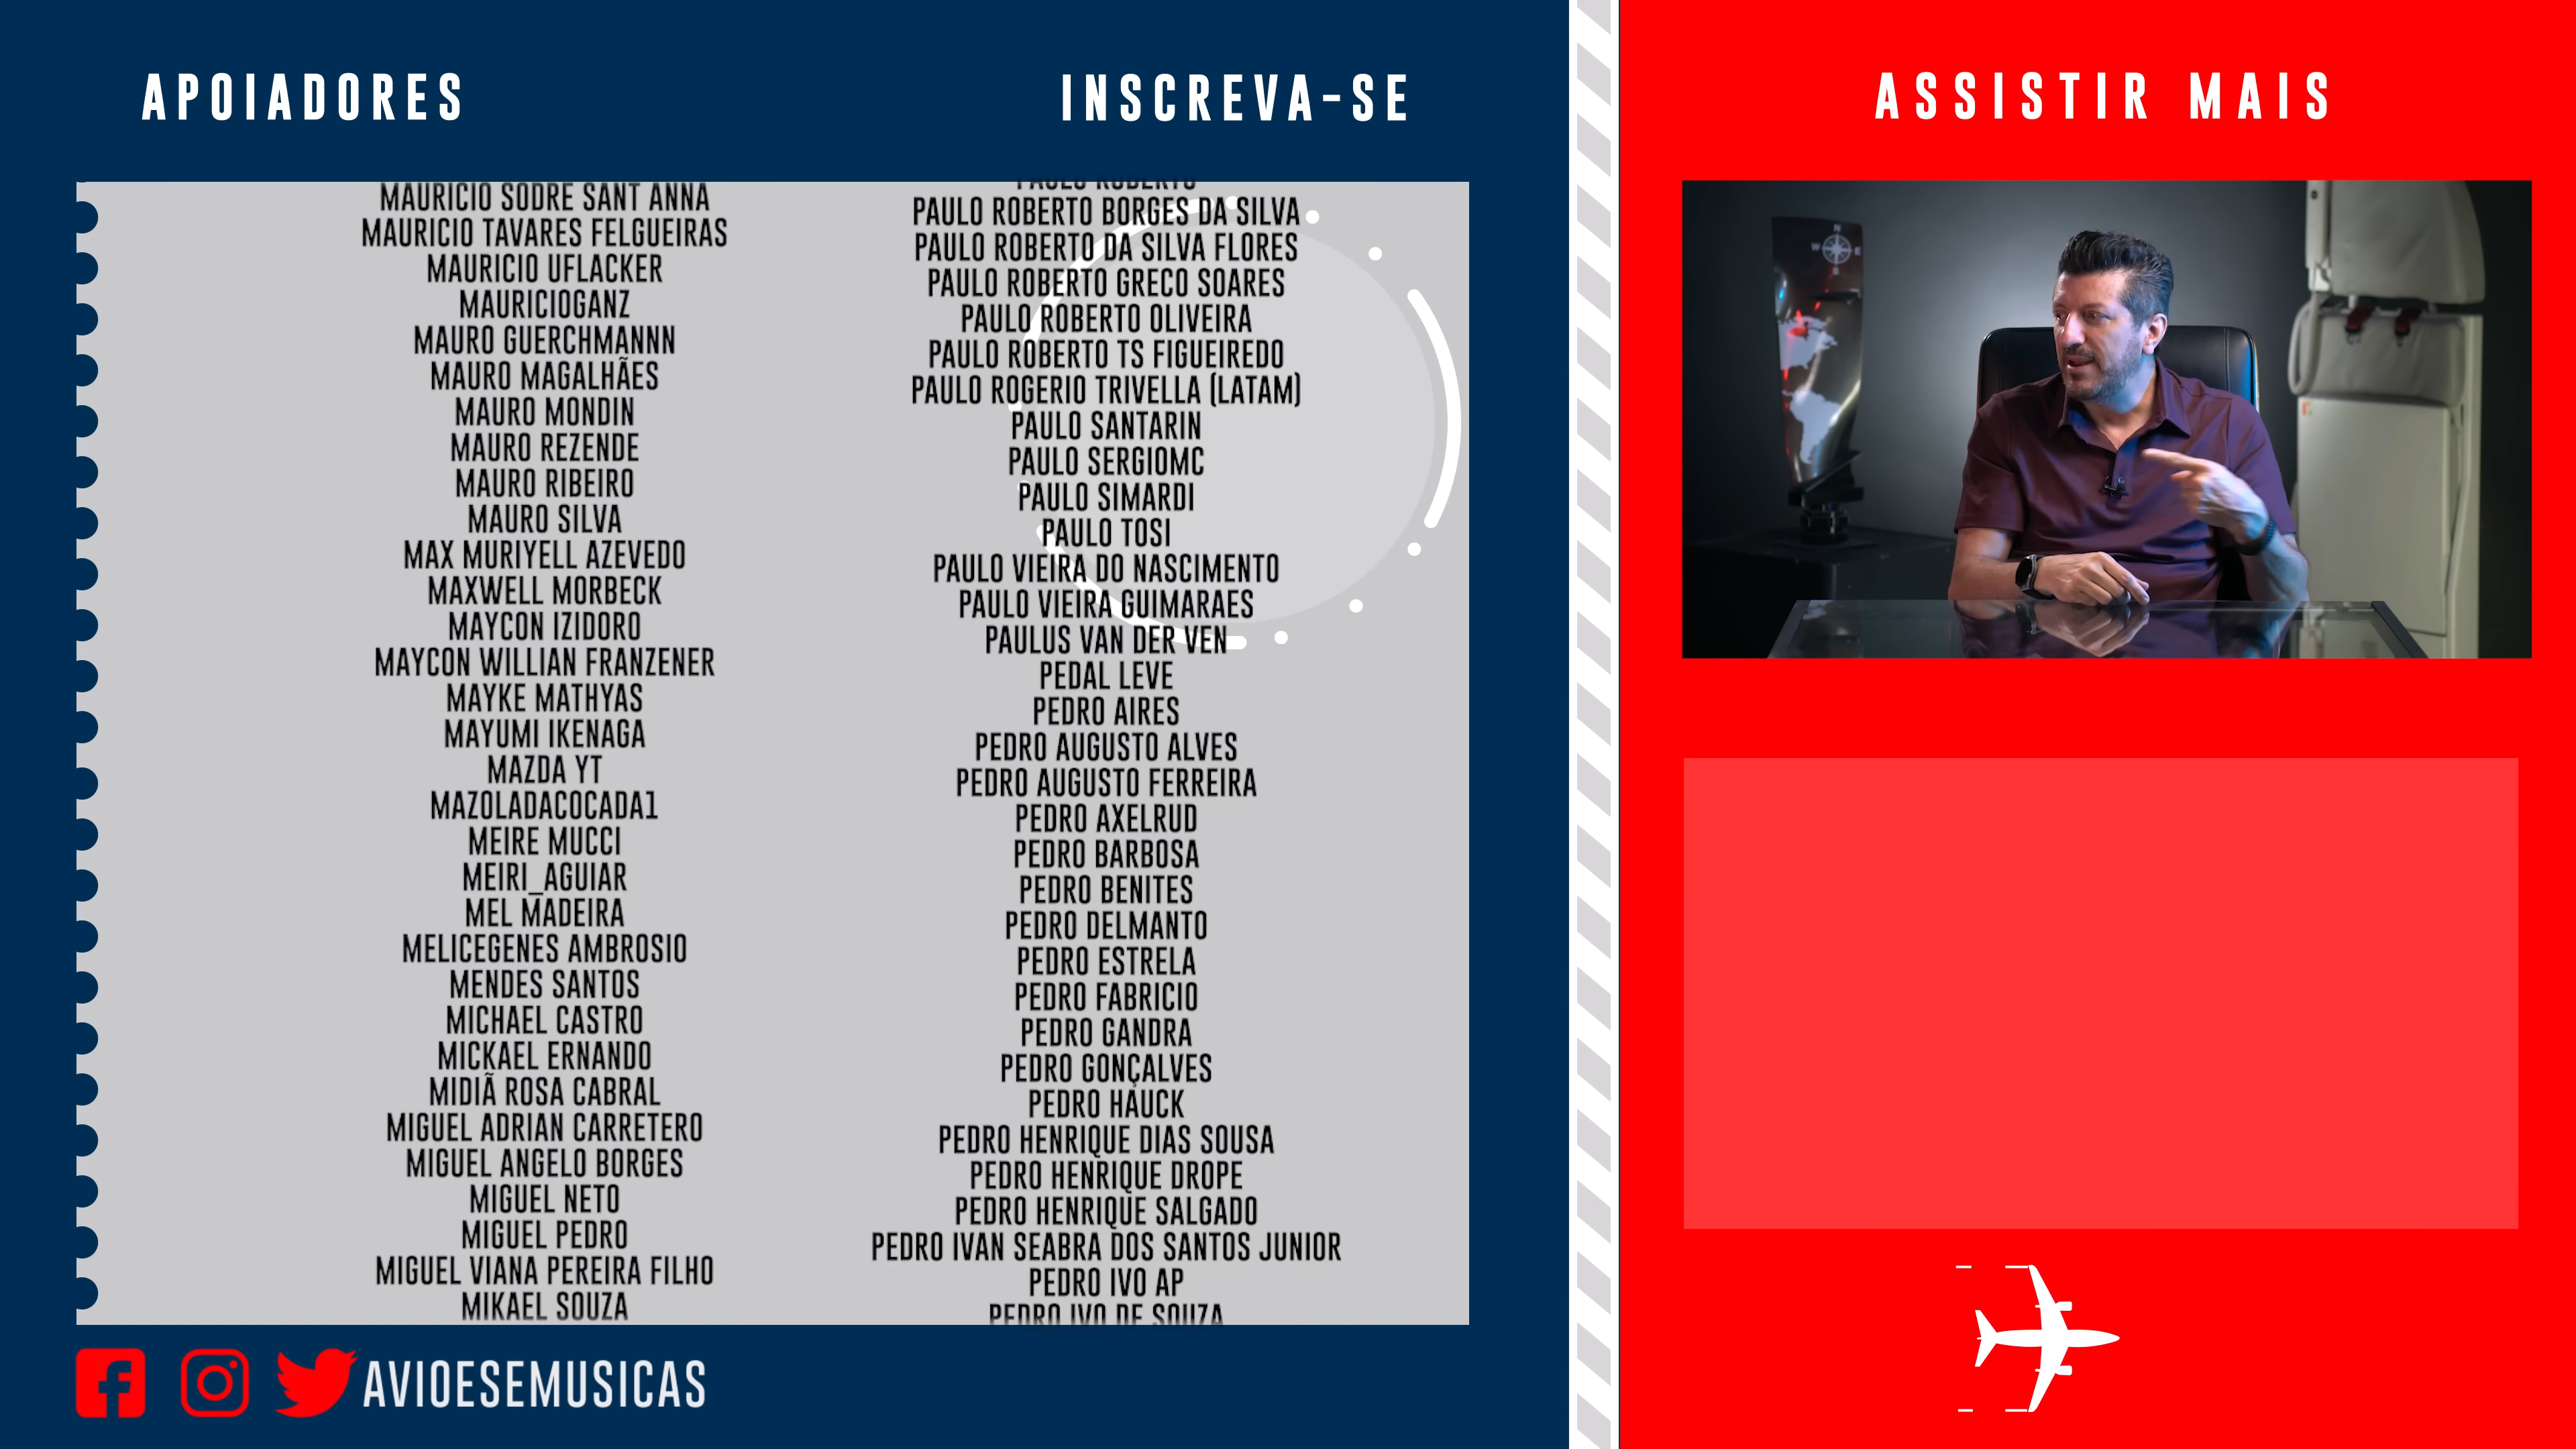 APOIADORES
INSCREVA-SE
ASSISTIR MAIS
MAURICIO SODRE SANT ANNA
MAURICIO TAVARES FELGUEIRAS
MAURICIO UFLACKER
MAURICIOGANZ
MAURO GUERCHMANNN
MAURO MAGALHÃES
MAURO MONDIN
MAURO REZENDE
MAURO RIBEIRO
MAURO SILVA
MAX MURIYELL AZEVEDO
MAXWELL MORBECK
MAYCON IZIDORO
MAYCON WILLIAN FRANZENER
MAYKE MATHYAS
MAYUMI IKENAGA
MAZDA YT
MAZOLADACOCADA1
MEIRE MUCCI
MEIRI_AGUIAR
MEL MADEIRA
MELICEGENES AMBROSIO
MENDES SANTOS
MICHAEL CASTRO
MICKAEL ERNANDO
MIDIÃ ROSA CABRAL
MIGUEL ADRIAN CARRETERO
MIGUEL ANGELO BORGES
MIGUEL NETO
MIGUEL PEDRO
MIGUEL VIANA PEREIRA FILHO
MIKAEL SOUZA
PAULO ROBERTO
PAULO ROBERTO BORGES DA SILVA
PAULO ROBERTO DA SILVA FLORES
PAULO ROBERTO GRECO SOARES
PAULO ROBERTO OLIVEIRA
PAULO ROBERTO TS FIGUEIREDO
PAULO ROGERIO TRIVELLA (LATAM)
PAULO SANTARIN
PAULO SERGIOMC
PAULO SIMARDI
PAULO TOSI
PAULO VIEIRA DO NASCIMENTO
PAULO VIEIRA GUIMARAES
PAULUS VAN DER VEN
PEDAL LEVE
PEDRO AIRES
PEDRO AUGUSTO ALVES
PEDRO AUGUSTO FERREIRA
PEDRO AXELRUD
PEDRO BARBOSA
PEDRO BENITES
PEDRO DELMANTO
PEDRO ESTRELA
PEDRO FABRICIO
PEDRO GANDRA
PEDRO GONÇALVES
PEDRO HAUCK
PEDRO HENRIQUE DIAS SOUSA
PEDRO HENRIQUE DROPE
PEDRO HENRIQUE SALGADO
PEDRO IVAN SEABRA DOS SANTOS JUNIOR
PEDRO IVO AP
PEDRO IVO DE SOUZA
N
W E
S
AVIOESEMUSICAS